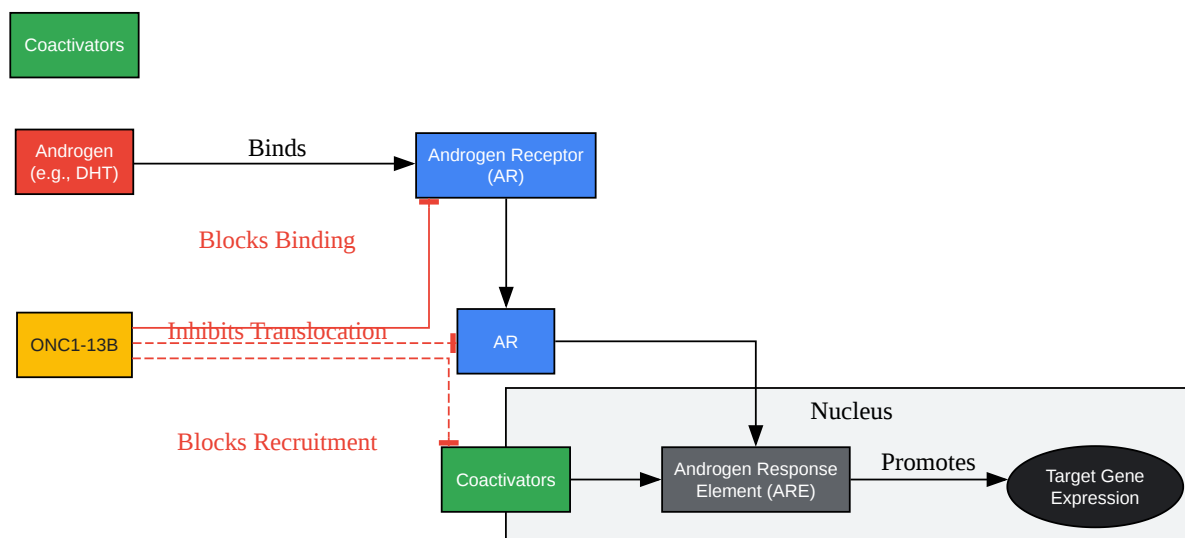 Coactivators
Androgen
(e.g., DHT)
Binds
Androgen Receptor
(AR)
Blocks Binding
ONC1-13B
Inhibits Translocation
AR
Nucleus
Blocks Recruitment
Coactivators
Androgen Response
Element (ARE)
Promotes
Target Gene
Expression